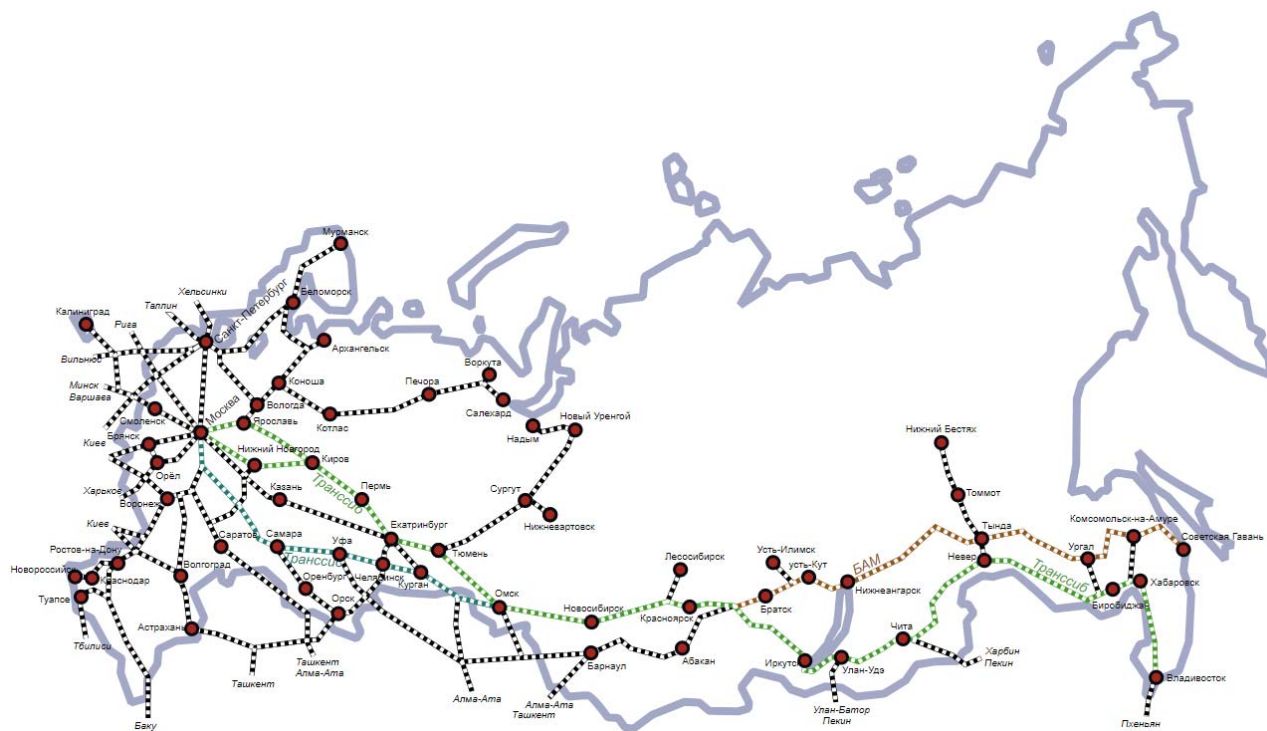 Мурманск
Хельсинки
Таллин
Санкт-Петербург
Беломорск
Калининград
Рига
Архангельск
Вильнюс
Воркута
Минск
Варшава
Коноша
Печора
Салехард
Вологда
Смоленск
Москва
Ярославь
Котлас
Новый Уренгой
Надым
Брянск
Киев
Нижний Новгород
Киров
Нижний Бестях
Орёл
Транссиб
Харьков
Казань
Пермь
Сургут
Воронеж
Томмот
Нижневартовск
Киев
Екатринбург
Комсомольск-на-Амуре
Саратов
Самара
Уфа
Тында
Ростов-на-Дону
Транссиб
Тюмень
Советская Гавань
Ургал
Лесосибирск
Усть-Илимск
усть-Кут
БАМ
Невер
Транссиб
Новороссийск
Краснодар
Волгоград
Челябинск
Курган
Оренбург
Хабаровск
Нижнеангарск
Биробиджан
Туапсе
Орск
Омск
Новосибирск
Красноярск
Братск
Астрахань
Чита
Тбилиси
Ташкент
Алма-Ата
Барнаул
Абакан
Иркутск
Улан-Удэ
Харбин
Пекин
Ташкент
Владивосток
Алма-Ата
Алма-Ата
Ташкент
Улан-Батор
Пекин
Баку
Пхеньян